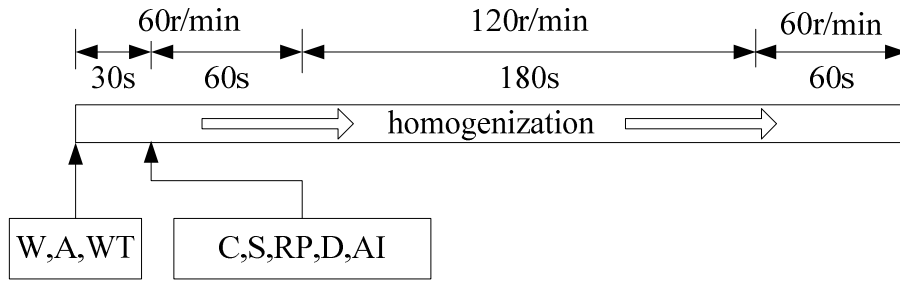 60r/min 120r/min 60r/min
30s 60s 180s 60s
homogenization
W,A,WT C,S,RP,D,AI